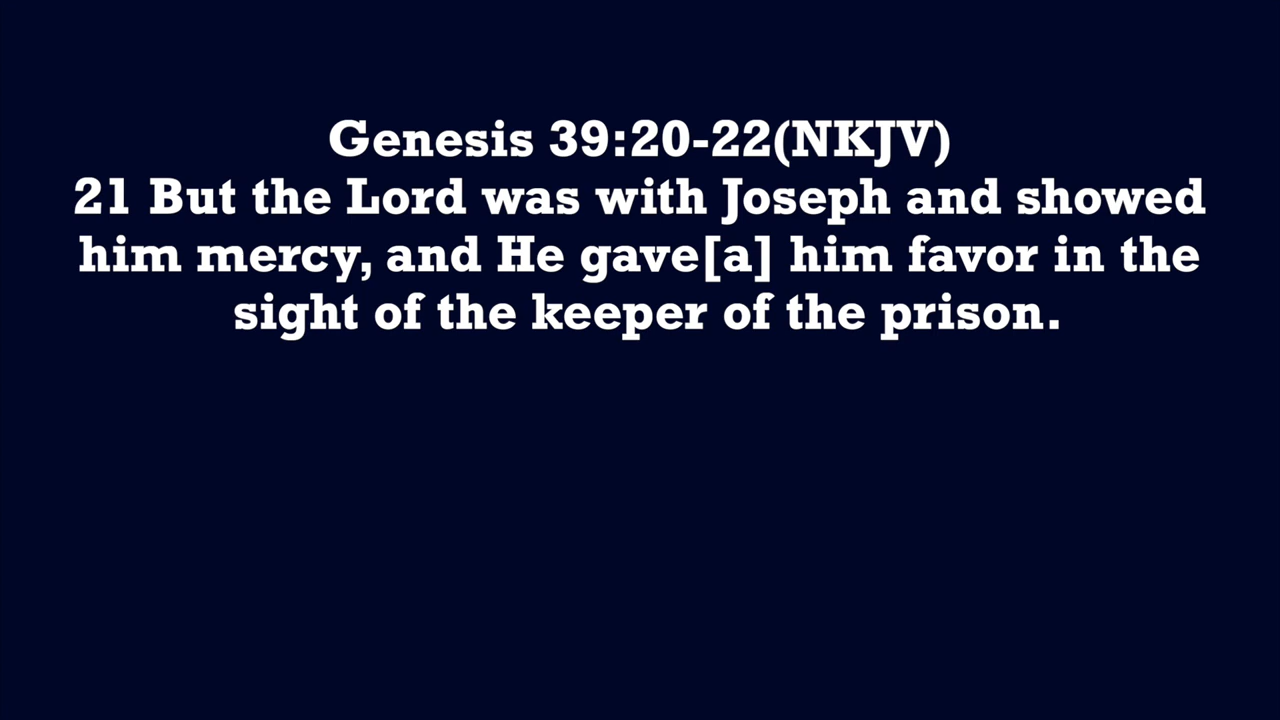 Genesis 39:20-22(NKJV)
21 But the Lord was with Joseph and showed
him mercy, and He gave[a] him favor in the
sight of the keeper of the prison.